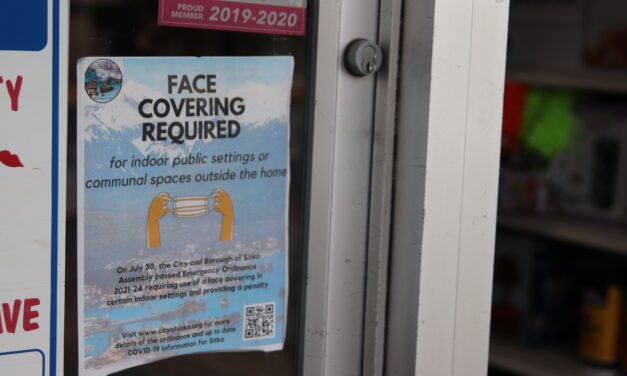 PROUD
MEMBER 2019-2020
TY
AVE
Sitka
FACE
COVERING
REQUIRED
for indoor public settings or
communal spaces outside the home
On July 30, the City and Borough of Sitka
Assembly passed Emergency Ordinance
2021-24 requiring use of a face covering in
certain indoor settings and providing a penalty
Visit www.cityofsitka.org for more
details of the ordinance and up to date
COVID-19 information for Sitka